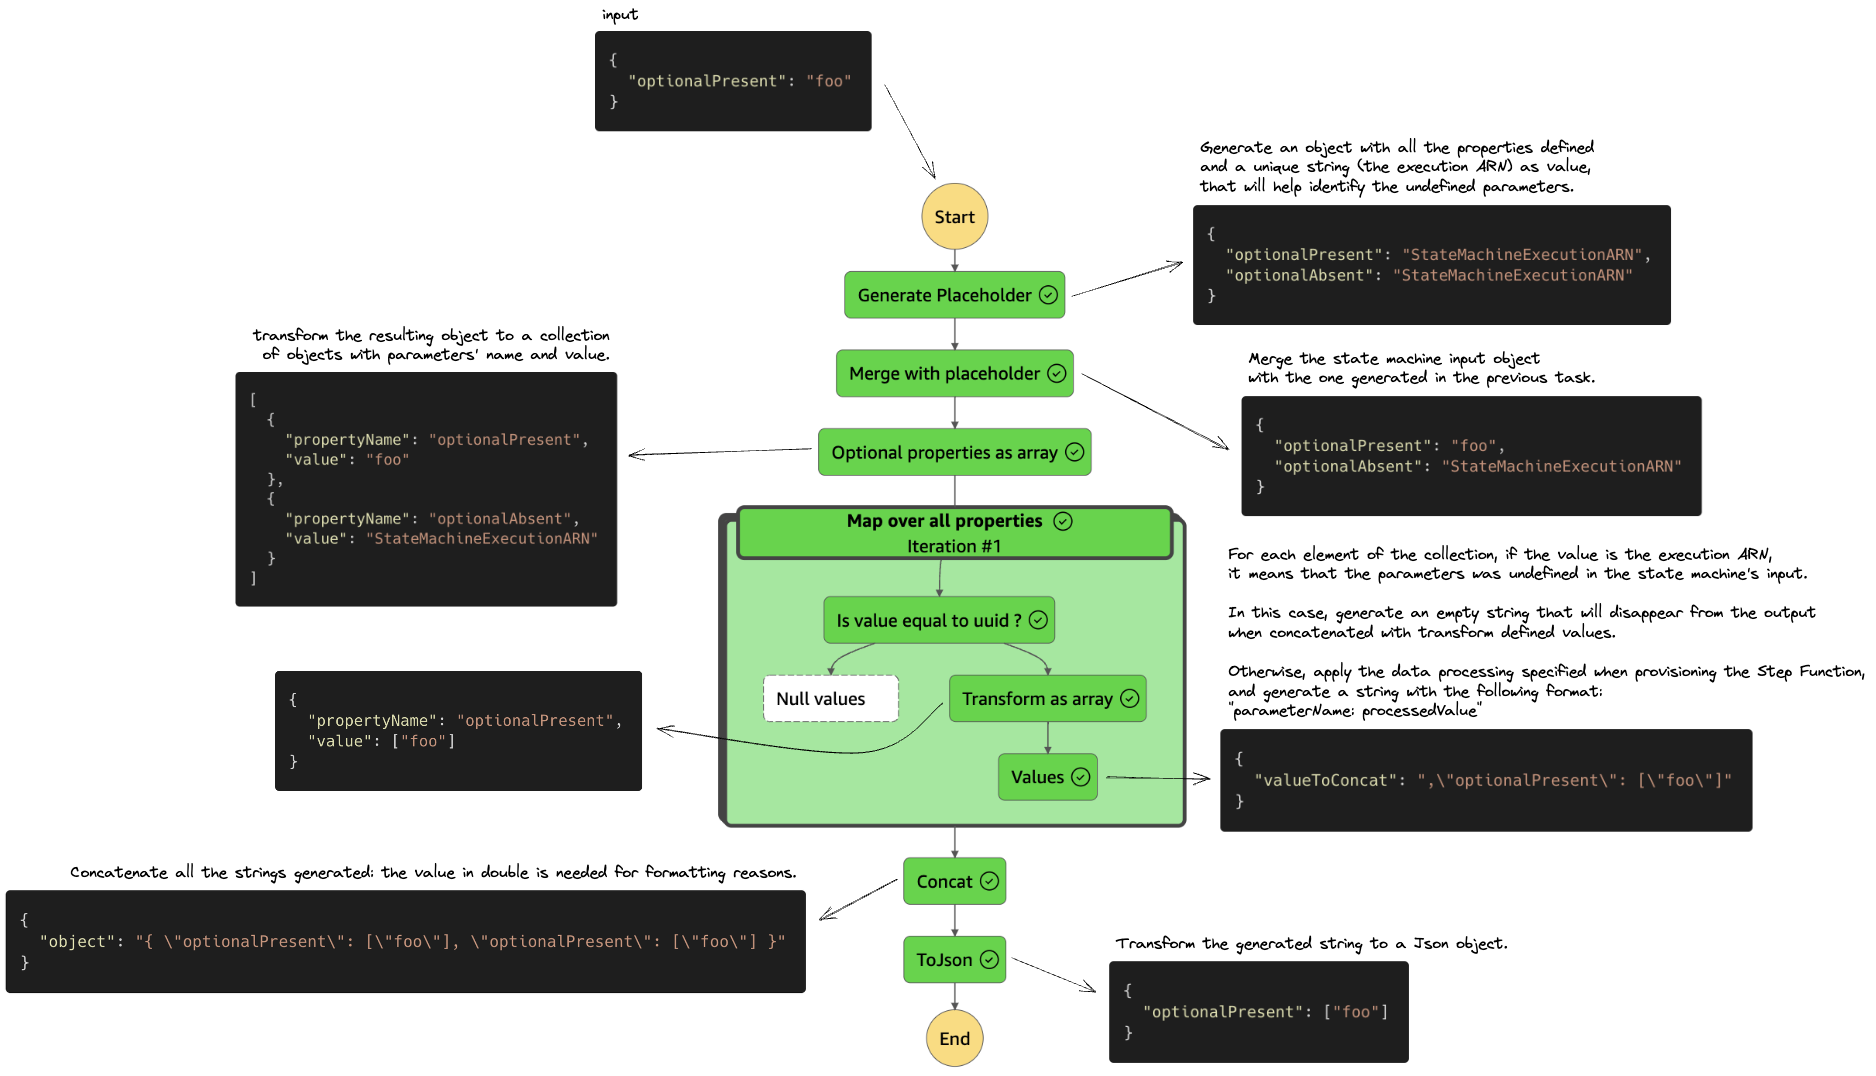 input
{
"optionalPresent": "foo"
}
Start
Generate an object with all the properties defined
and a unique string (the execution ARN) as value,
that will help identify the undefined parameters.
{
"optionalPresent": "StateMachineExecutionARN",
"optionalAbsent": "StateMachineExecutionARN"
}
Generate Placeholder
Merge with placeholder
Merge the state machine input object
with the one generated in the previous task.
{
"optionalPresent": "foo",
"optionalAbsent": "StateMachineExecutionARN"
}
transform the resulting object to a collection
of objects with parameters' name and value.
[
{
"propertyName": "optionalPresent",
"value": "foo"
},
{
"propertyName": "optionalAbsent",
"value": "StateMachineExecutionARN"
}
]
Optional properties as array
Map over all properties
Iteration #1
Is value equal to uuid ?
Null values
Transform as array
Values
For each element of the collection, if the value is the execution ARN,
it means that the parameters was undefined in the state machine's input.
In this case, generate an empty string that will disappear from the output
when concatenated with transform defined values.
Otherwise, apply the data processing specified when provisioning the Step Function,
and generate a string with the following format:
"parameterName: processedValue"
{
"propertyName": "optionalPresent",
"value": ["foo"]
}
{
"valueToConcat": ",\"optionalPresent\": [\"foo\"]"
}
Concatenate all the strings generated: the value in double is needed for formatting reasons.
{
"object": "{ \"optionalPresent\": [\"foo\"], \"optionalPresent\": [\"foo\"] }"
}
Concat
ToJson
Transform the generated string to a Json object.
{
"optionalPresent": ["foo"]
}
End